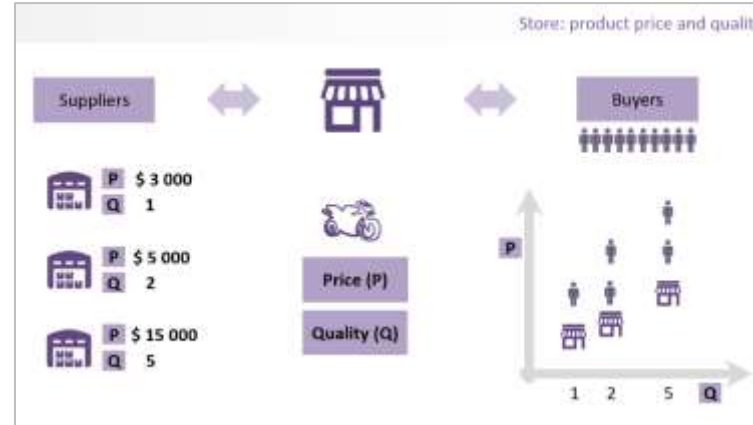 Store: product price and qualit
Suppliers
Buyers
P $ 3 000
Q 1
P $ 5 000
Q 2
P $ 15 000
Q 5
Price (P)
Quality (Q)
P
1 2 5 Q